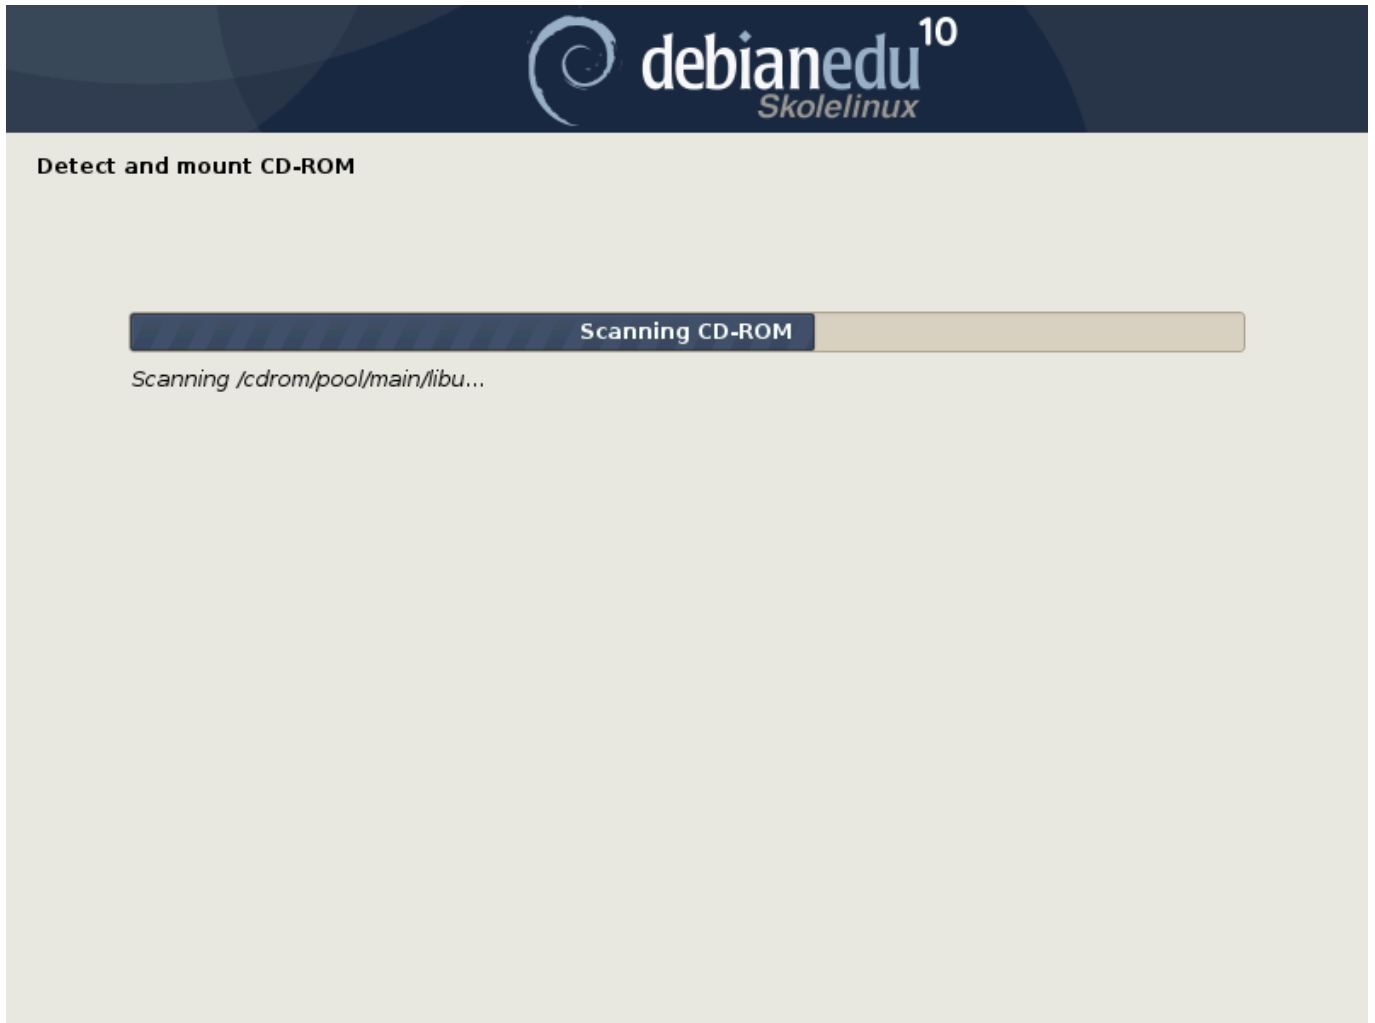 debianedu 10
Skolelinux
Detect and mount CD-ROM
Scanning CD-ROM
Scanning /cdrom/pool/main/libu...